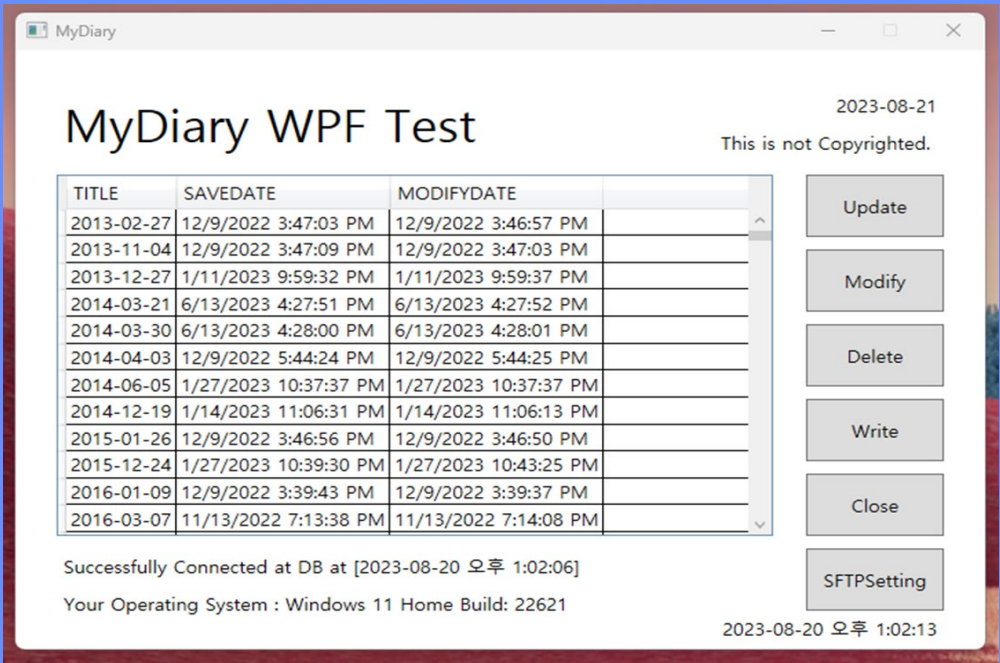 MyDiary
2023-08-21
MyDiary WPF Test
This is not Copyrighted.
TITLE SAVEDATE MODIFYDATE
2013-02-27 12/9/2022 3:47:03 PM 12/9/2022 3:46:57 PM
2013-11-04 12/9/2022 3:47:09 PM 12/9/2022 3:47:03 PM
2013-12-27 1/11/2023 9:59:32 PM 1/11/2023 9:59:37 PM
2014-03-21 6/13/2023 4:27:51 PM 6/13/2023 4:27:52 PM
2014-03-30 6/13/2023 4:28:00 PM 6/13/2023 4:28:01 PM
2014-04-03 12/9/2022 5:44:24 PM 12/9/2022 5:44:25 PM
2014-06-05 1/27/2023 10:37:37 PM 1/27/2023 10:37:37 PM
2014-12-19 1/14/2023 11:06:31 PM 1/14/2023 11:06:13 PM
2015-01-26 12/9/2022 3:46:56 PM 12/9/2022 3:46:50 PM
2015-12-24 1/27/2023 10:39:30 PM 1/27/2023 10:43:25 PM
2016-01-09 12/9/2022 3:39:43 PM 12/9/2022 3:39:37 PM
2016-03-07 11/13/2022 7:13:38 PM 11/13/2022 7:14:08 PM
Update
Modify
Delete
Write
Close
SFTPSetting
Successfully Connected at DB at [2023-08-20 오후 1:02:06]
Your Operating System : Windows 11 Home Build: 22621
2023-08-20 오후 1:02:13